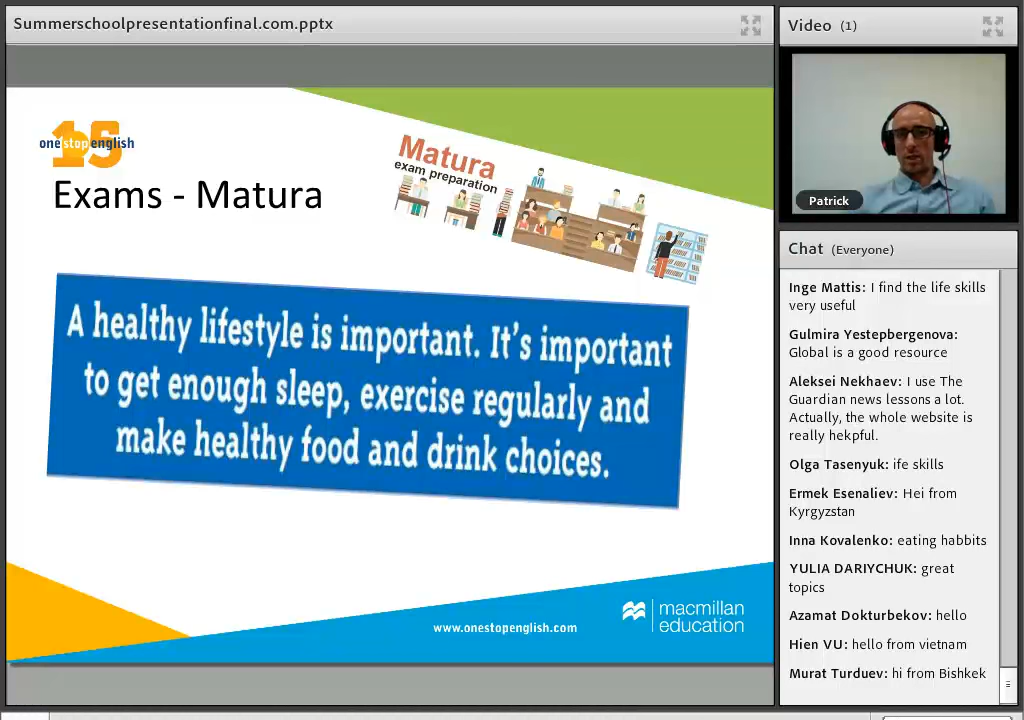 Summerschoolpresentationfinal.com.pptx
onestopenglish
15
Exams - Matura
Matura
exam preparation
A healthy lifestyle is important. It's important
to get enough sleep, exercise regularly and
make healthy food and drink choices.
www.onestopenglish.com
macmillan
education
Video (1)
Patrick
Chat (Everyone)
Inge Mattis: I find the life skills
very useful
Gulmira Yestepbergenova:
Global is a good resource
Aleksei Nekhaev: I use The
Guardian news lessons a lot.
Actually, the whole website is
really hekpful.
Olga Tasenyuk: ife skills
Ermek Esenaliev: Hei from
Kyrgyzstan
Inna Kovalenko: eating habbits
YULIA DARIYCHUK: great
topics
Azamat Dokturbekov: hello
Hien VU: hello from vietnam
Murat Turduev: hi from Bishkek